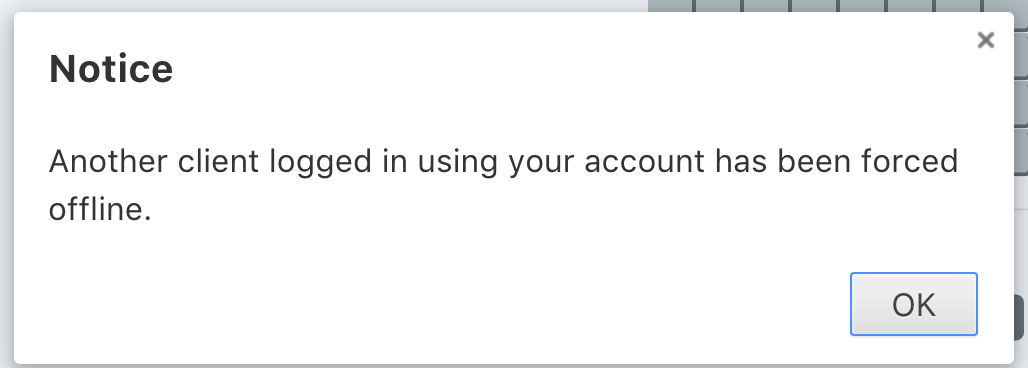 Notice
Another client logged in using your account has been forced
offline.
OK